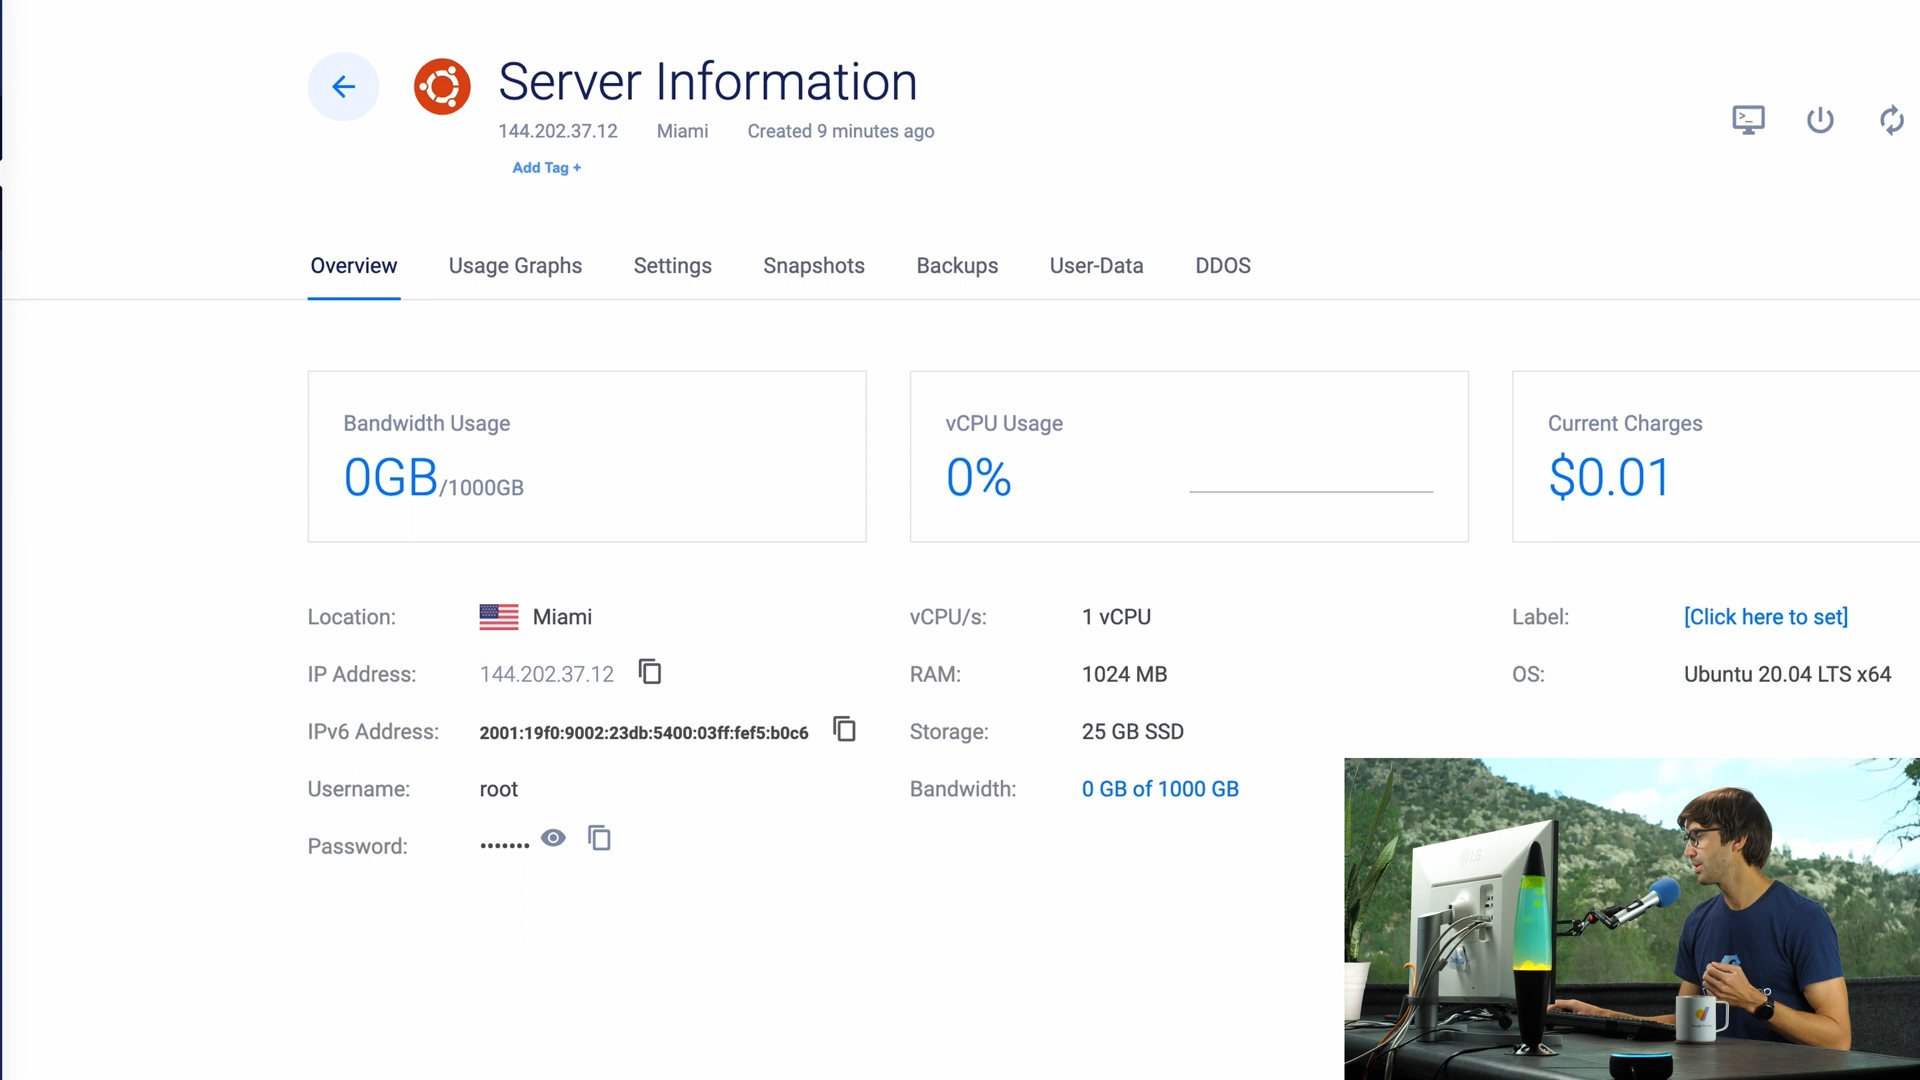 Server Information
144.202.37.12 Miami Created 9 minutes ago
Add Tag +
Overview Usage Graphs Settings Snapshots Backups User-Data DDOS
Bandwidth Usage
0GB/1000GB
vCPU Usage
0%
Current Charges
$0.01
Location: Miami
IP Address: 144.202.37.12
IPv6 Address: 2001:19f0:9002:23db:5400:03ff:fef5:b0c6
Username: root
Password: •••••••
vCPU/s: 1 vCPU
RAM: 1024 MB
Storage: 25 GB SSD
Bandwidth: 0 GB of 1000 GB
Label: [Click here to set]
OS: Ubuntu 20.04 LTS x64
LG